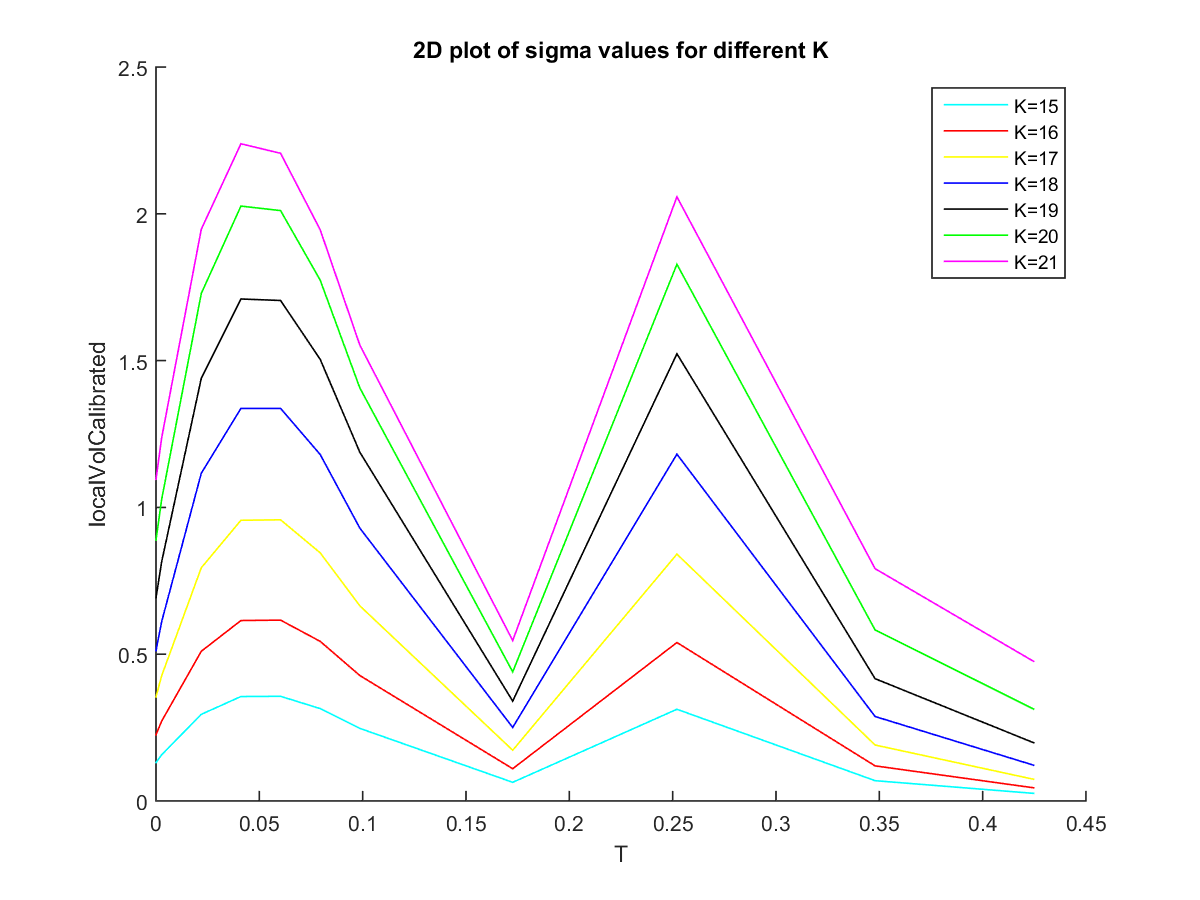 2D plot of sigma values for different K
2.5
2
1.5
1
0.5
0
localVolCalibrated
K=15
K=16
K=17
K=18
K=19
K=20
K=21
0 0.05 0.1 0.15 0.2 0.25 0.3 0.35 0.4 0.45
T